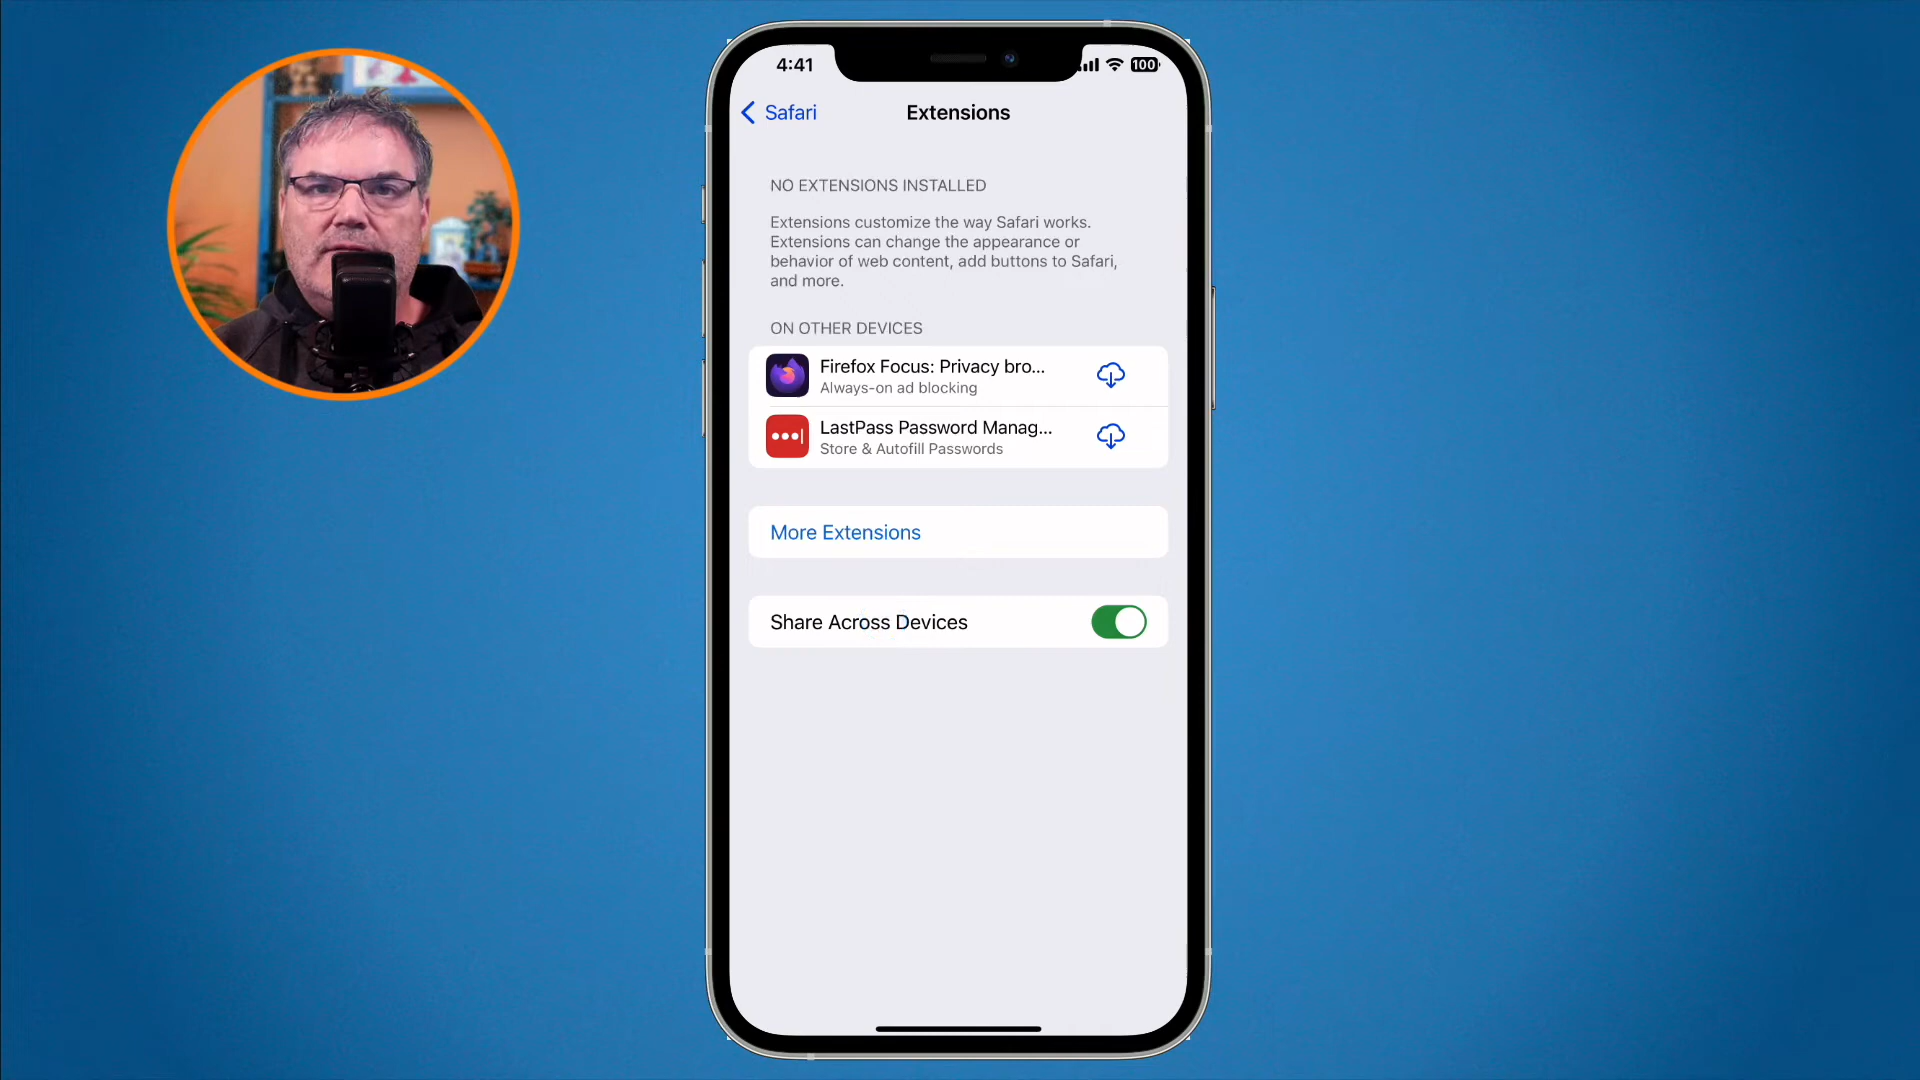 4:41
100
Safari
Extensions
NO EXTENSIONS INSTALLED
Extensions customize the way Safari works.
Extensions can change the appearance or
behavior of web content, add buttons to Safari,
and more.
ON OTHER DEVICES
Firefox Focus: Privacy bro...
Always-on ad blocking
LastPass Password Manag...
Store & Autofill Passwords
More Extensions
Share Across Devices